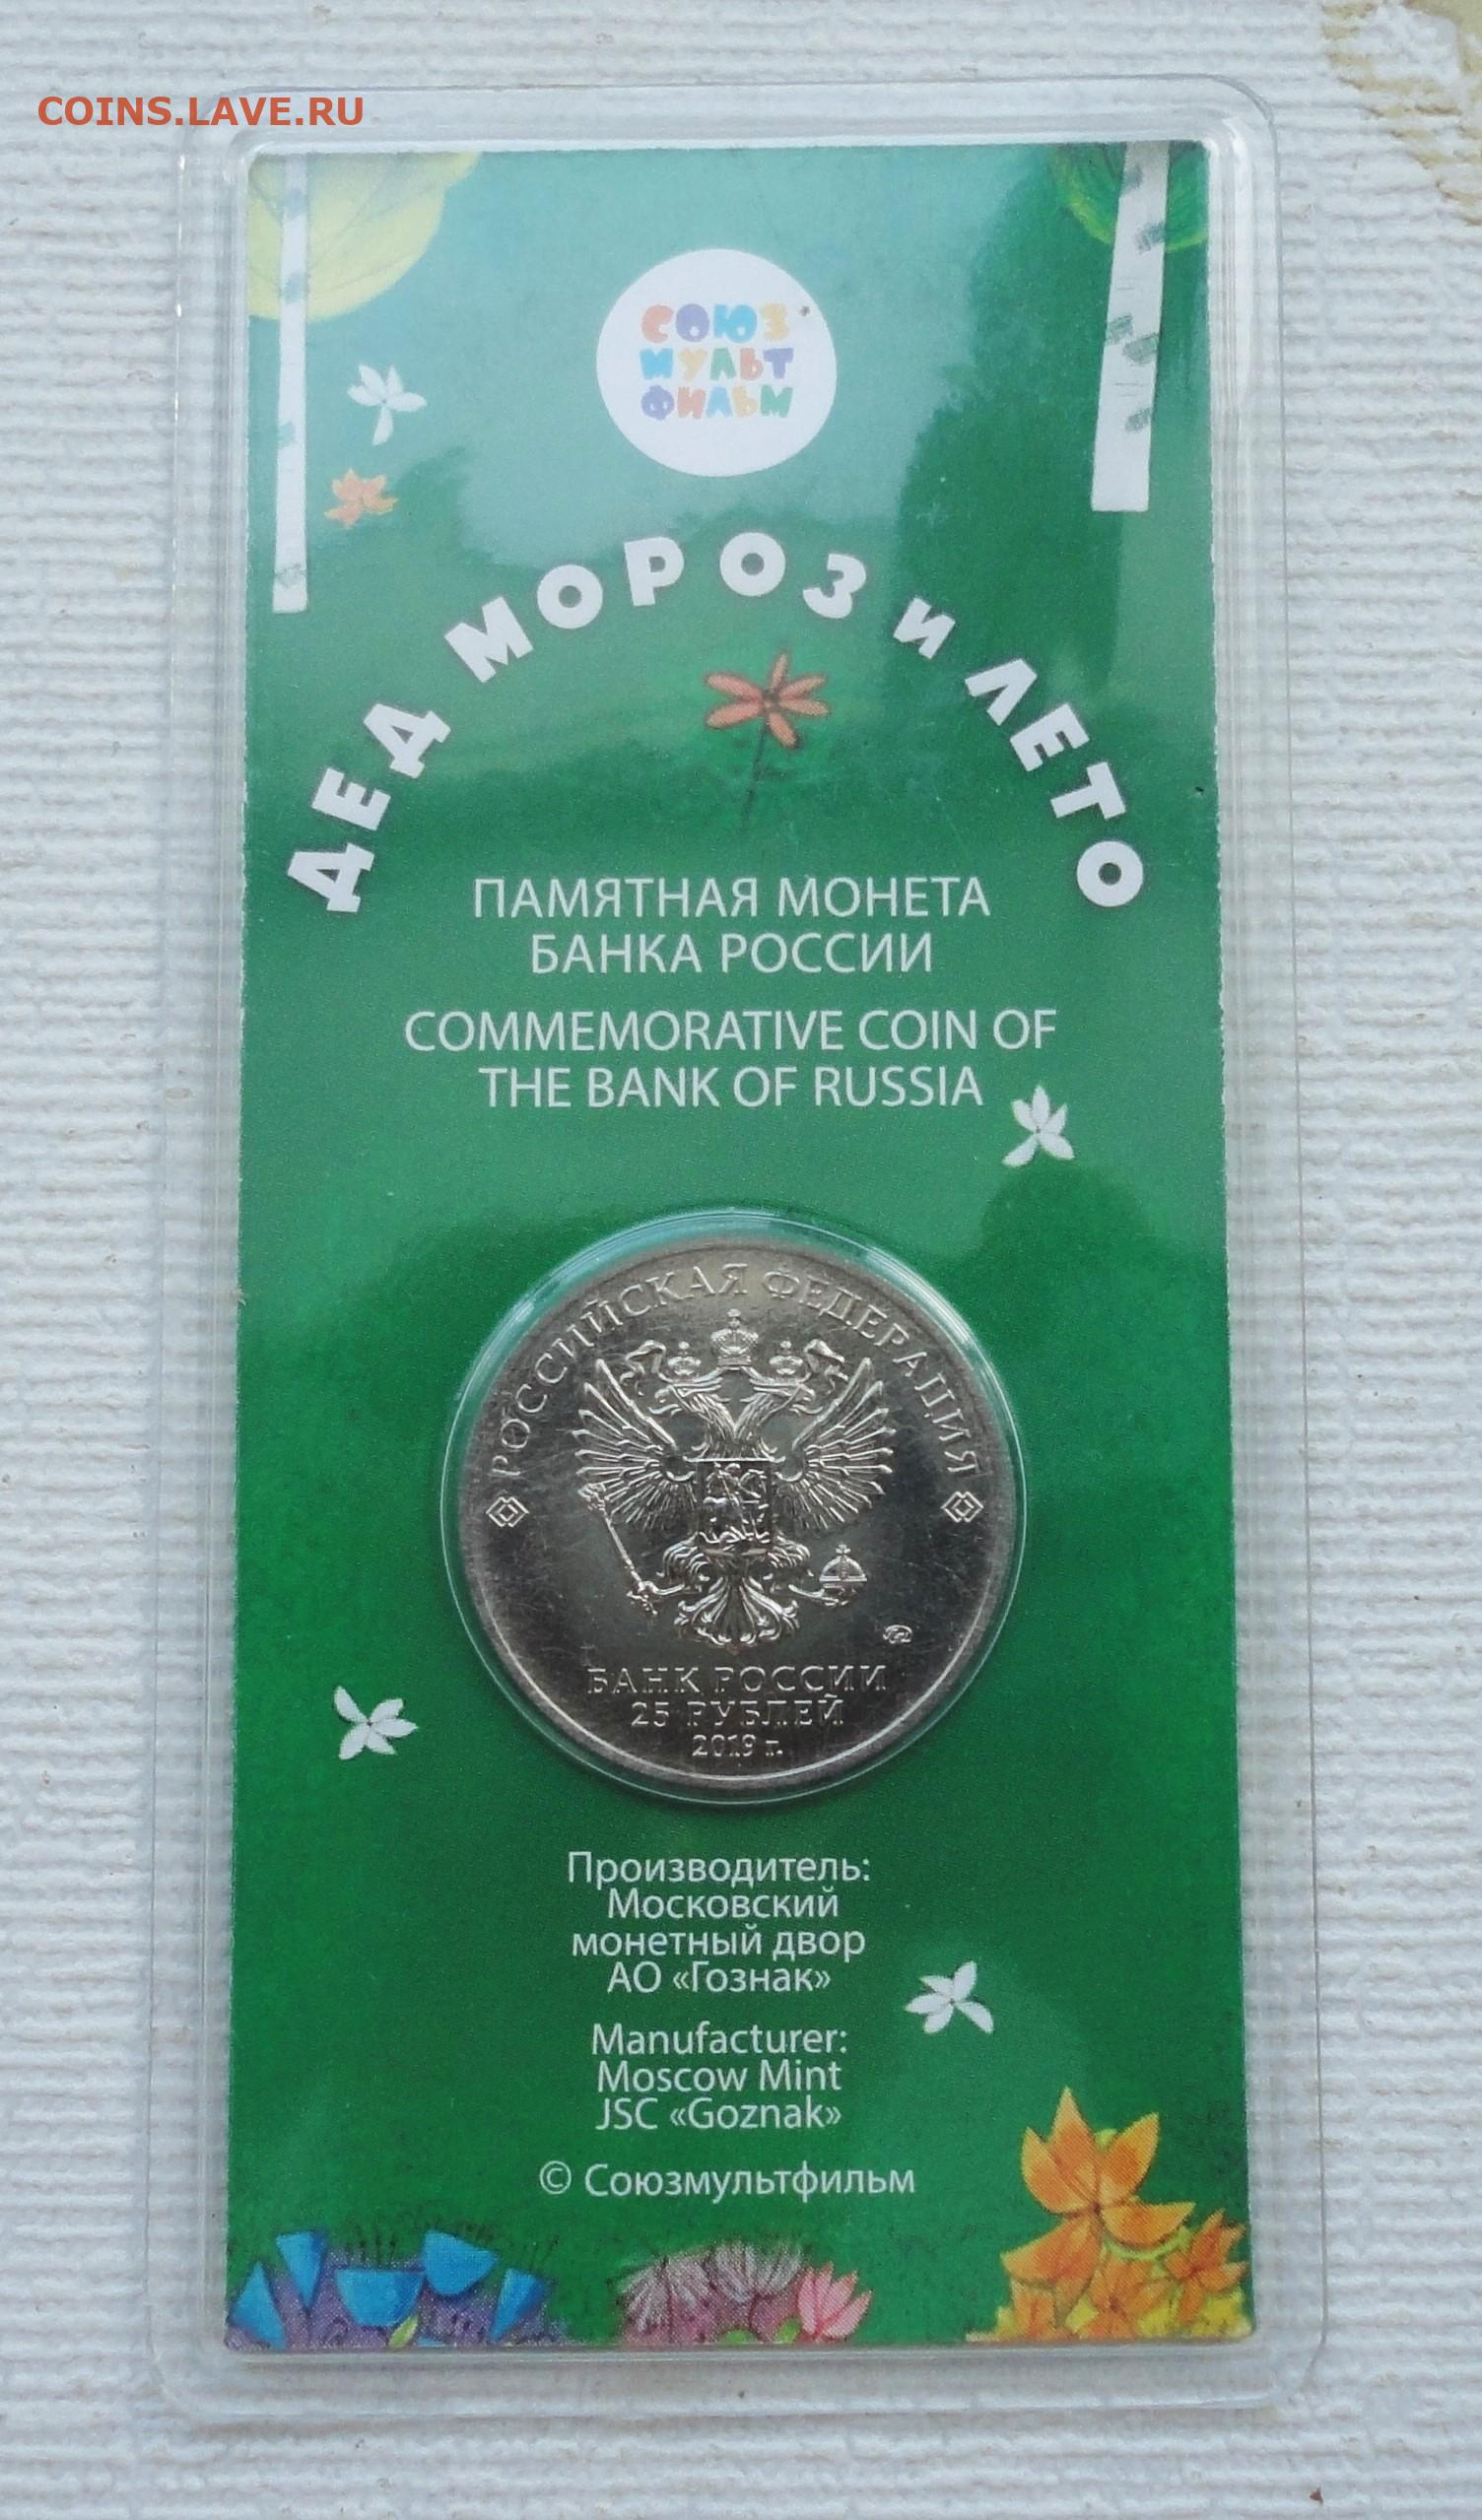 COINS.LAVE.RU
СОЮЗ
МУЛЬТ
ФИЛЬМ
ДЕД МОРОЗ И ЛЕТО
ПАМЯТНАЯ МОНЕТА
БАНКА РОССИИ
COMMEMORATIVE COIN OF
THE BANK OF RUSSIA
РОССИЙСКАЯ ФЕДЕРАЦИЯ
БАНК РОССИИ
25 РУБЛЕЙ
2019 г.
Производитель:
Московский
монетный двор
АО «Гознак»
Manufacturer:
Moscow Mint
JSC «Goznak»
© Союзмультфильм